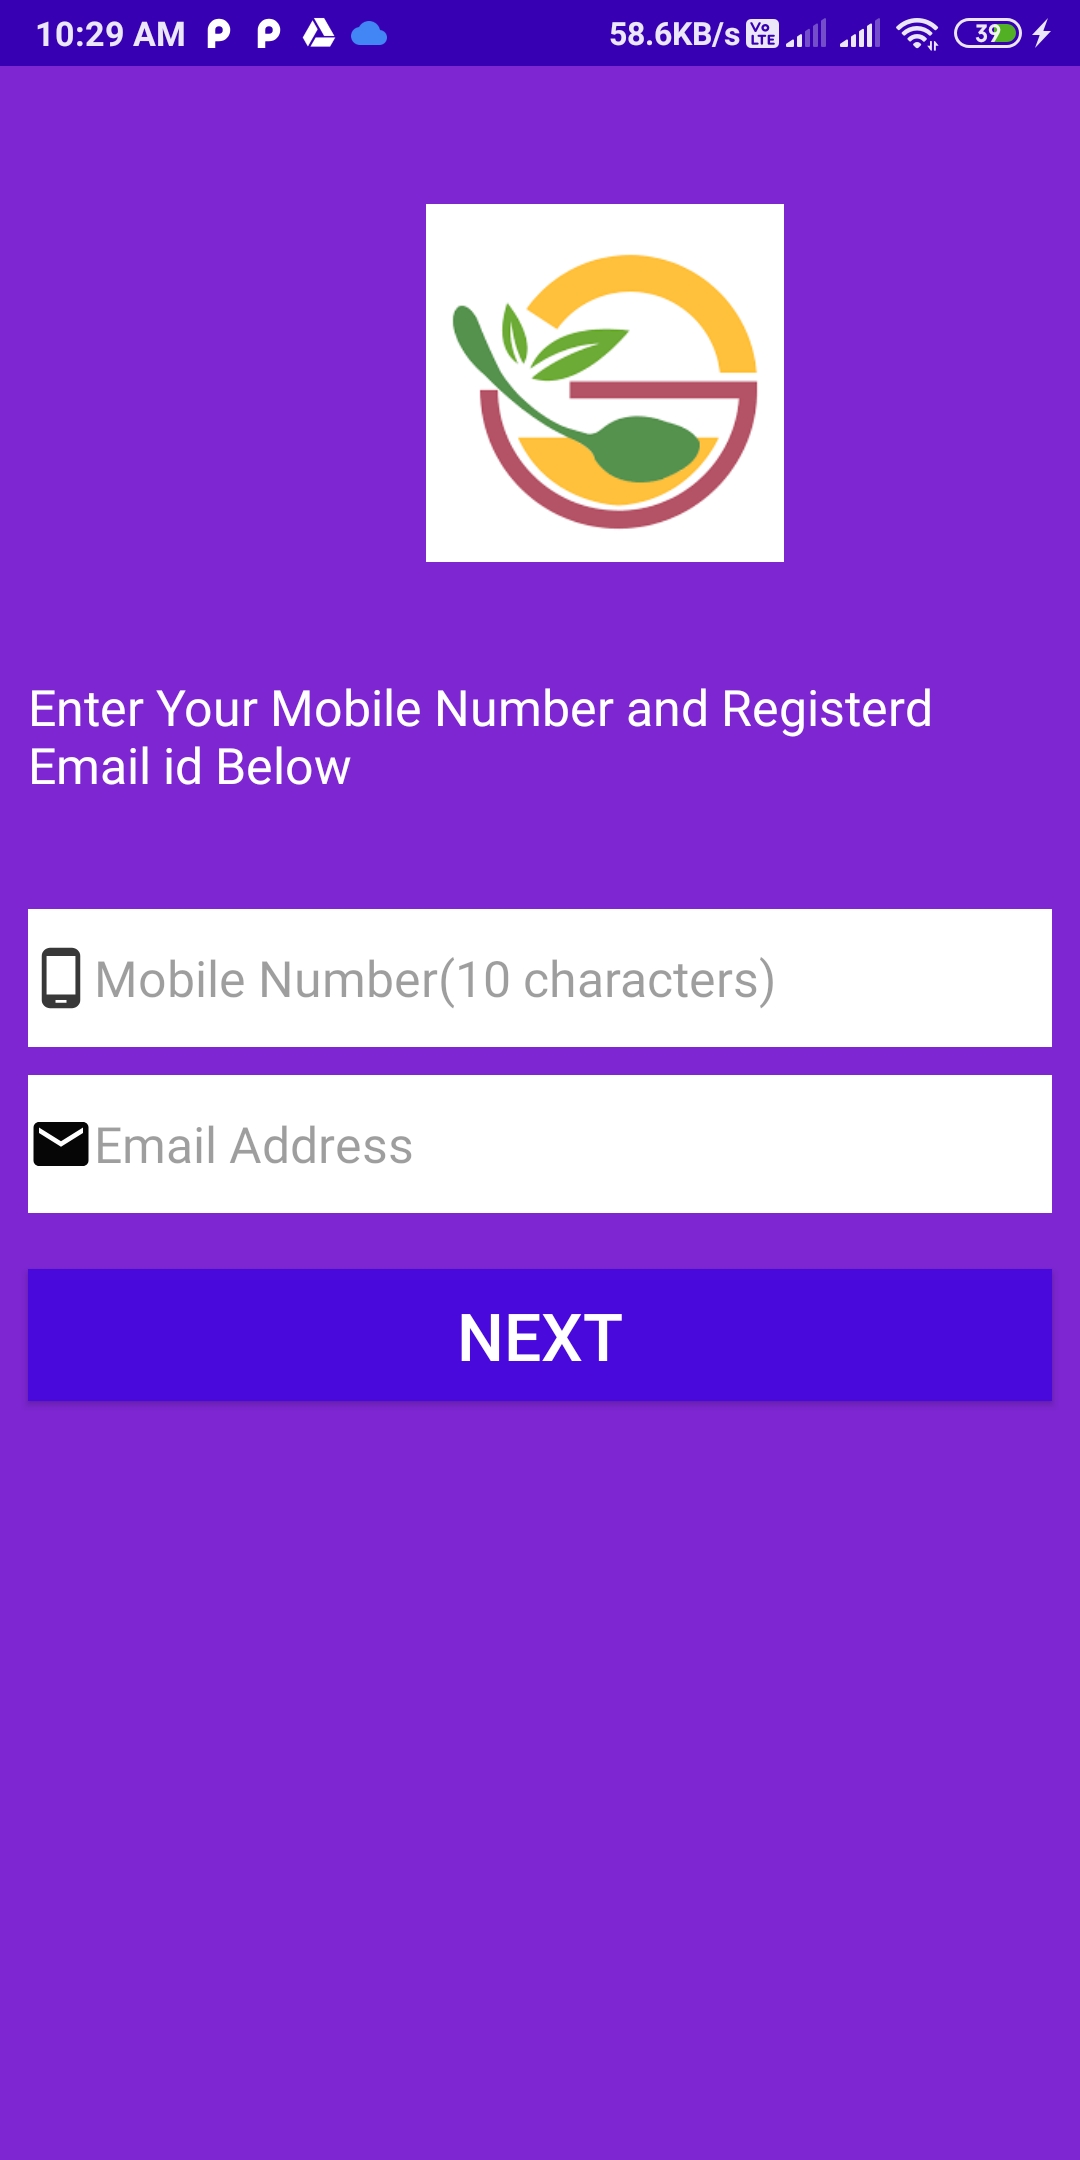 10:29 AM 58.6KB/s Vo LTE 39
Enter Your Mobile Number and Registerd
Email id Below
Mobile Number(10 characters)
Email Address
NEXT